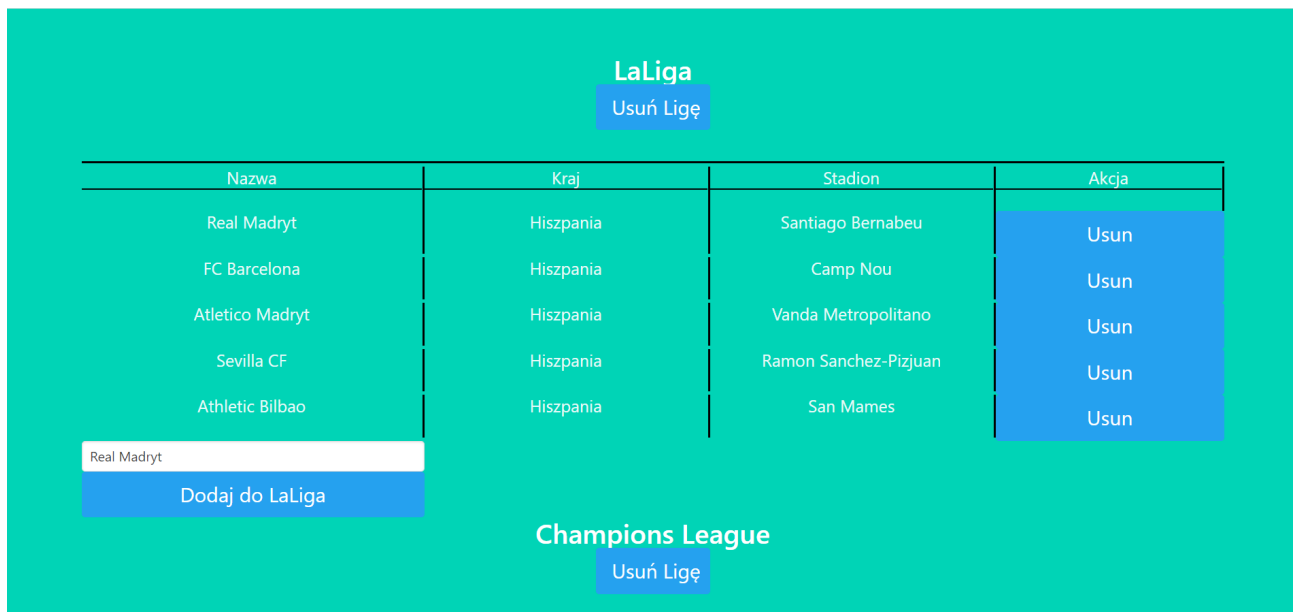 LaLiga
Usuń Ligę
Nazwa Kraj Stadion Akcja
Real Madryt Hiszpania Santiago Bernabeu Usun
FC Barcelona Hiszpania Camp Nou Usun
Atletico Madryt Hiszpania Vanda Metropolitano Usun
Sevilla CF Hiszpania Ramon Sanchez-Pizjuan Usun
Athletic Bilbao Hiszpania San Mames Usun
Real Madryt
Dodaj do LaLiga
Champions League
Usuń Ligę